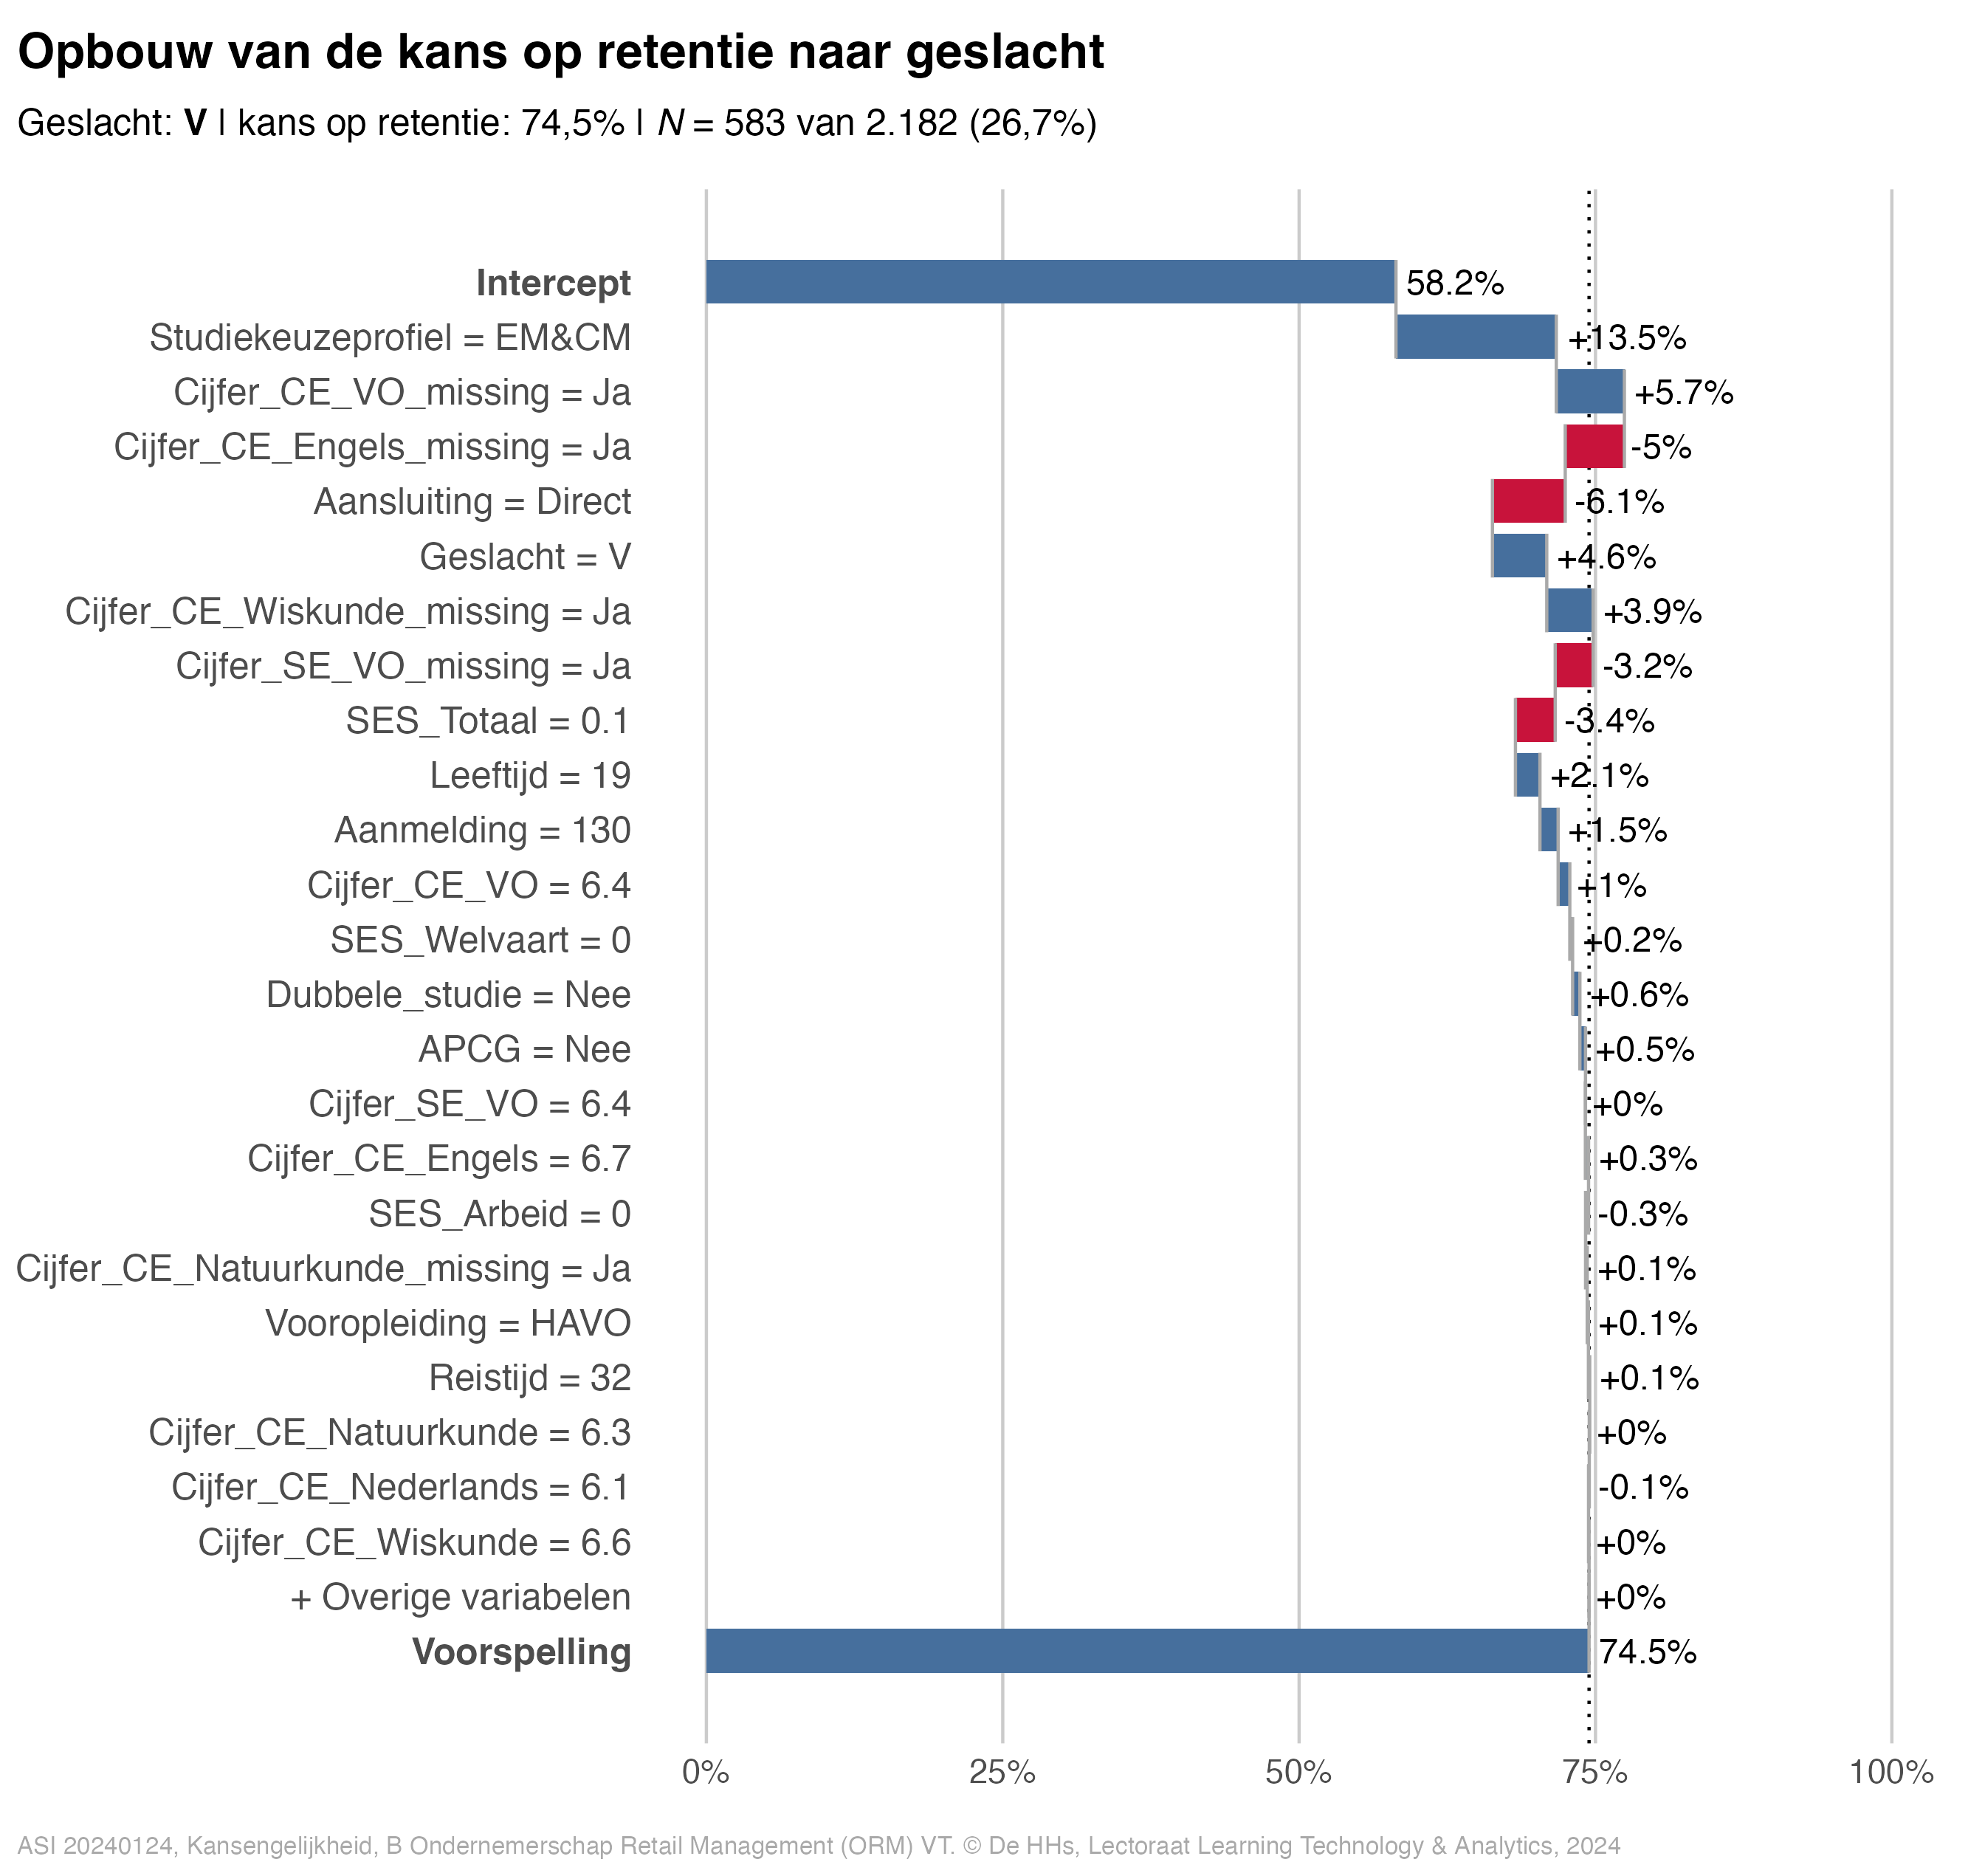 Opbouw van de kans op retentie naar geslacht
Geslacht: V | kans op retentie: 74,5% | N = 583 van 2.182 (26,7%)
Intercept 58.2%
Studiekeuzeprofiel = EM&CM +13.5%
Cijfer_CE_VO_missing = Ja +5.7%
Cijfer_CE_Engels_missing = Ja -5%
Aansluiting = Direct -6.1%
Geslacht = V +4.6%
Cijfer_CE_Wiskunde_missing = Ja +3.9%
Cijfer_SE_VO_missing = Ja -3.2%
SES_Totaal = 0.1 -3.4%
Leeftijd = 19 +2.1%
Aanmelding = 130 +1.5%
Cijfer_CE_VO = 6.4 +1%
SES_Welvaart = 0 +0.2%
Dubbele_studie = Nee +0.6%
APCG = Nee +0.5%
Cijfer_SE_VO = 6.4 +0%
Cijfer_CE_Engels = 6.7 +0.3%
SES_Arbeid = 0 -0.3%
Cijfer_CE_Natuurkunde_missing = Ja +0.1%
Vooropleiding = HAVO +0.1%
Reistijd = 32 +0.1%
Cijfer_CE_Natuurkunde = 6.3 +0%
Cijfer_CE_Nederlands = 6.1 -0.1%
Cijfer_CE_Wiskunde = 6.6 +0%
+ Overige variabelen +0%
Voorspelling 74.5%
0% 25% 50% 75% 100%
ASI 20240124, Kansengelijkheid, B Ondernemerschap Retail Management (ORM) VT. © De HHs, Lectoraat Learning Technology & Analytics, 2024